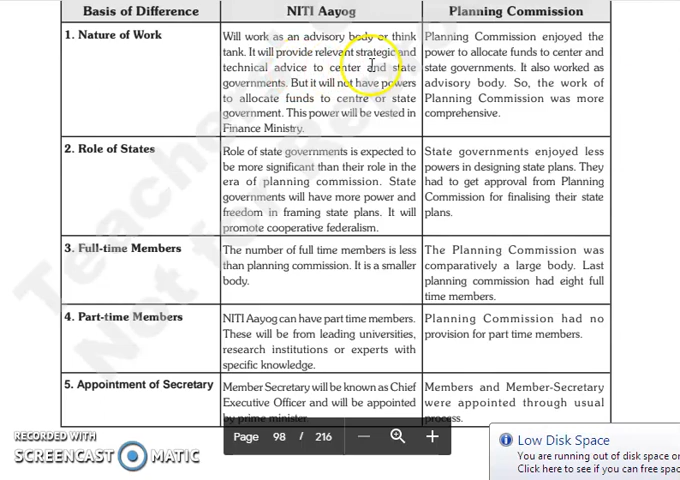 Basis of Difference
NITI Aayog
Planning Commission
1. Nature of Work
Will work as an advisory body or think
tank. It will provide relevant strategic and
technical advice to center and state
governments. But it will not have powers
to allocate funds to centre or state
government. This power will be vested in
Finance Ministry.
Planning Commission enjoyed the
power to allocate funds to center and
state governments. It also worked as
advisory body. So, the work of
Planning Commission was more
comprehensive.
2. Role of States
Role of state governments is expected to
be more significant than their role in the
era of planning commission. State
governments will have more power and
freedom in framing state plans. It will
promote cooperative federalism.
State governments enjoyed less
powers in designing state plans. They
had to get approval from Planning
Commission for finalising their state
plans.
3. Full-time Members
The number of full time members is less
than planning commission. It is a smaller
body.
The Planning Commission was
comparatively a large body. Last
planning commission had eight full
time members.
4. Part-time Members
NITI Aayog can have part time members.
These will be from leading universities,
research institutions or experts with
specific knowledge.
Planning Commission had no
provision for part time members.
5. Appointment of Secretary
Member Secretary will be known as Chief
Executive Officer and will be appointed
by prime minister.
Members and Member-Secretary
were appointed through usual
process.
Page 98 / 216
RECORDED WITH
SCREENCAST MATIC
Low Disk Space
You are running out of disk space or
Click here to see if you can free spac